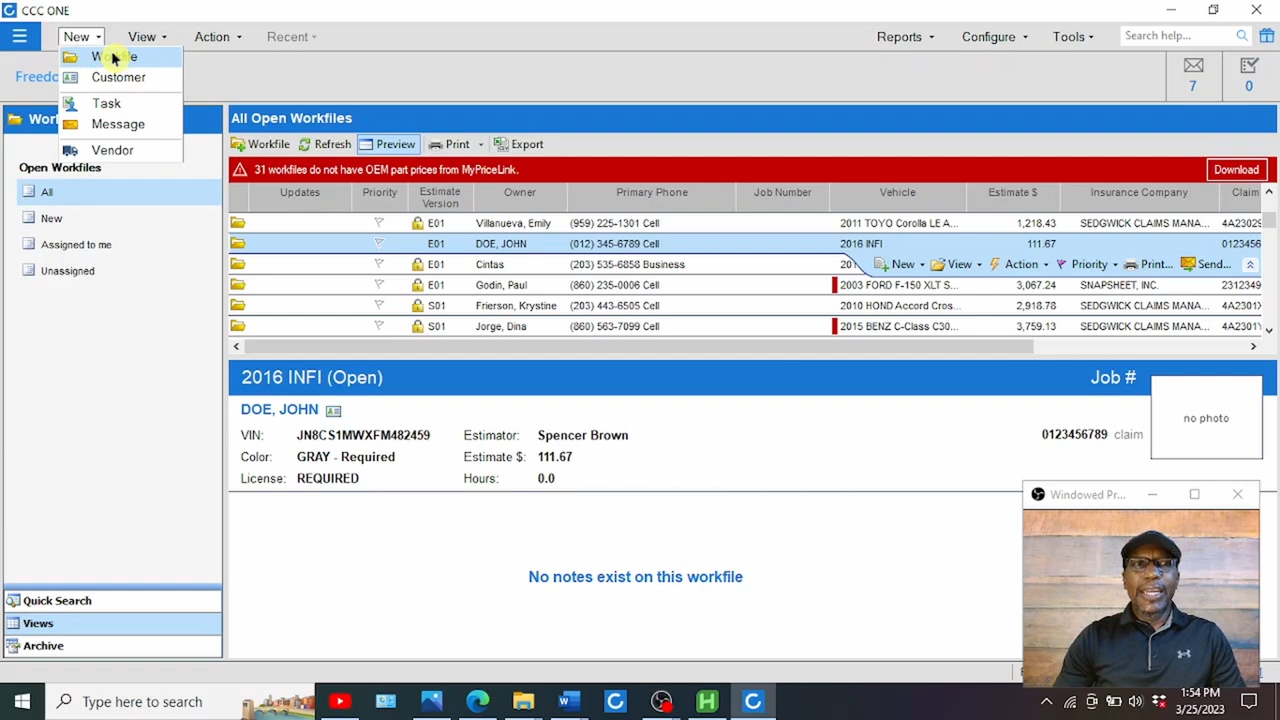 CCC ONE
New View Action Recent Reports Configure Tools Search help...
Workfile
Customer
Task
Message
Vendor
Freedo
7 0
Wor
Open Workfiles
All
New
Assigned to me
Unassigned
Quick Search
Views
Archive
All Open Workfiles
Workfile Refresh Preview Print Export
31 workfiles do not have OEM part prices from MyPriceLink. Download
Updates Priority Estimate Version Owner Primary Phone Job Number Vehicle Estimate $ Insurance Company Claim
E01 Villanueva, Emily (959) 225-1301 Cell 2011 TOYO Corolla LE A... 1,218.43 SEDGWICK CLAIMS MANA... 4A23029
E01 DOE, JOHN (012) 345-6789 Cell 2016 INFI 111.67 0123456
E01 Cintas (203) 535-6858 Business 201 New View Action Priority Print... Send...
E01 Godin, Paul (860) 235-0006 Cell 2003 FORD F-150 XLT S... 3,067.24 SNAPSHEET, INC. 2312349
S01 Frierson, Krystine (203) 443-6505 Cell 2010 HOND Accord Cros... 2,918.78 SEDGWICK CLAIMS MANA... 4A2301X
S01 Jorge, Dina (860) 563-7099 Cell 2015 BENZ C-Class C30... 3,759.13 SEDGWICK CLAIMS MANA... 4A2301Y
2016 INFI (Open) Job #
DOE, JOHN
VIN: JN8CS1MWXFM482459 Estimator: Spencer Brown 0123456789 claim
Color: GRAY - Required Estimate $: 111.67
License: REQUIRED Hours: 0.0
no photo
No notes exist on this workfile
Windowed Pr...
Type here to search
1:54 PM
3/25/2023